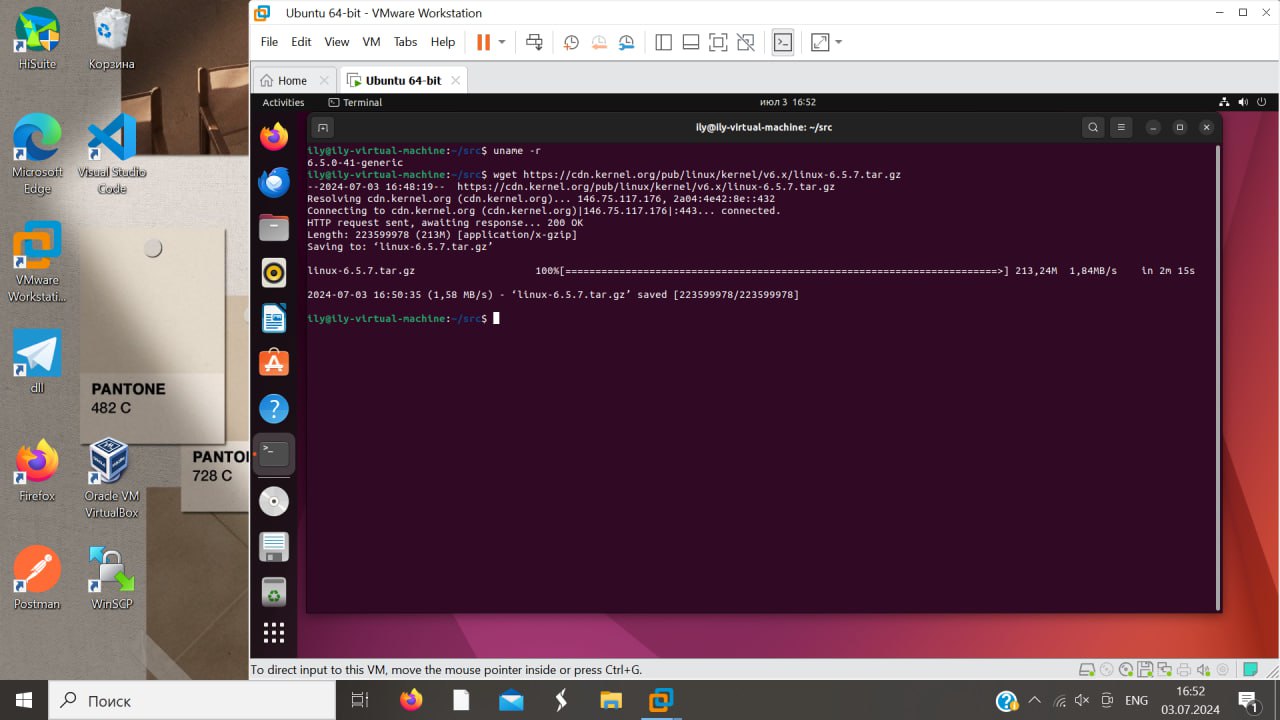 HiSuite
Корзина
Microsoft
Edge
Visual Studio
Code
VMware
Workstati...
dll
PANTONE
482 C
PANTO
728 C
Firefox
Oracle VM
VirtualBox
Postman
WinSCP
Ubuntu 64-bit - VMware Workstation
File Edit View VM Tabs Help
Home
Ubuntu 64-bit
Activities Terminal июл 3 16:52
ily@ily-virtual-machine: ~/src
ily@ily-virtual-machine:~/src$ uname -r
6.5.0-41-generic
ily@ily-virtual-machine:~/src$ wget https://cdn.kernel.org/pub/linux/kernel/v6.x/linux-6.5.7.tar.gz
--2024-07-03 16:48:19-- https://cdn.kernel.org/pub/linux/kernel/v6.x/linux-6.5.7.tar.gz
Resolving cdn.kernel.org (cdn.kernel.org)... 146.75.117.176, 2a04:4e42:8e::432
Connecting to cdn.kernel.org (cdn.kernel.org)|146.75.117.176|:443... connected.
HTTP request sent, awaiting response... 200 OK
Length: 223599978 (213M) [application/x-gzip]
Saving to: ‘linux-6.5.7.tar.gz’
linux-6.5.7.tar.gz 100%[========================================================================>] 213,24M 1,84MB/s in 2m 15s
2024-07-03 16:50:35 (1,58 MB/s) - ‘linux-6.5.7.tar.gz’ saved [223599978/223599978]
ily@ily-virtual-machine:~/src$
To direct input to this VM, move the mouse pointer inside or press Ctrl+G.
Поиск
ENG
16:52
03.07.2024
1